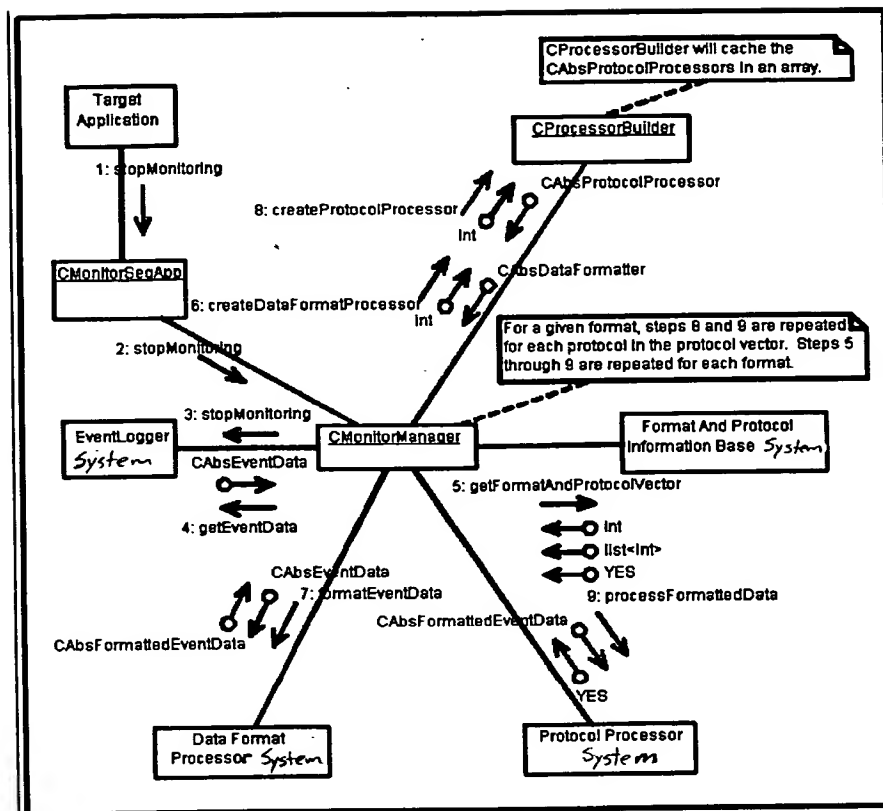 CProcessorBuilder will cache the
CAbsProtocolProcessors in an array.
Target
Application
CProcessorBuilder
1: stopMonitoring
CAbsProtocolProcessor
8: createProtocolProcessor
Int
CMonitorSegApp
CAbsDataFormatter
6: createDataFormatProcessor
Int
For a given format, steps 8 and 9 are repeated
for each protocol in the protocol vector. Steps 5
through 9 are repeated for each format.
2: stopMonitoring
3: stopMonitoring
EventLogger
System
CMonitorManager
Format And Protocol
Information Base System
CAbsEventData
5: getFormatAndProtocolVector
4: getEventData
Int
list<Int>
YES
CAbsEventData
7: formatEventData
9: processFormattedData
CAbsFormattedEventData
CAbsFormattedEventData
YES
Data Format
Processor System
Protocol Processor
System